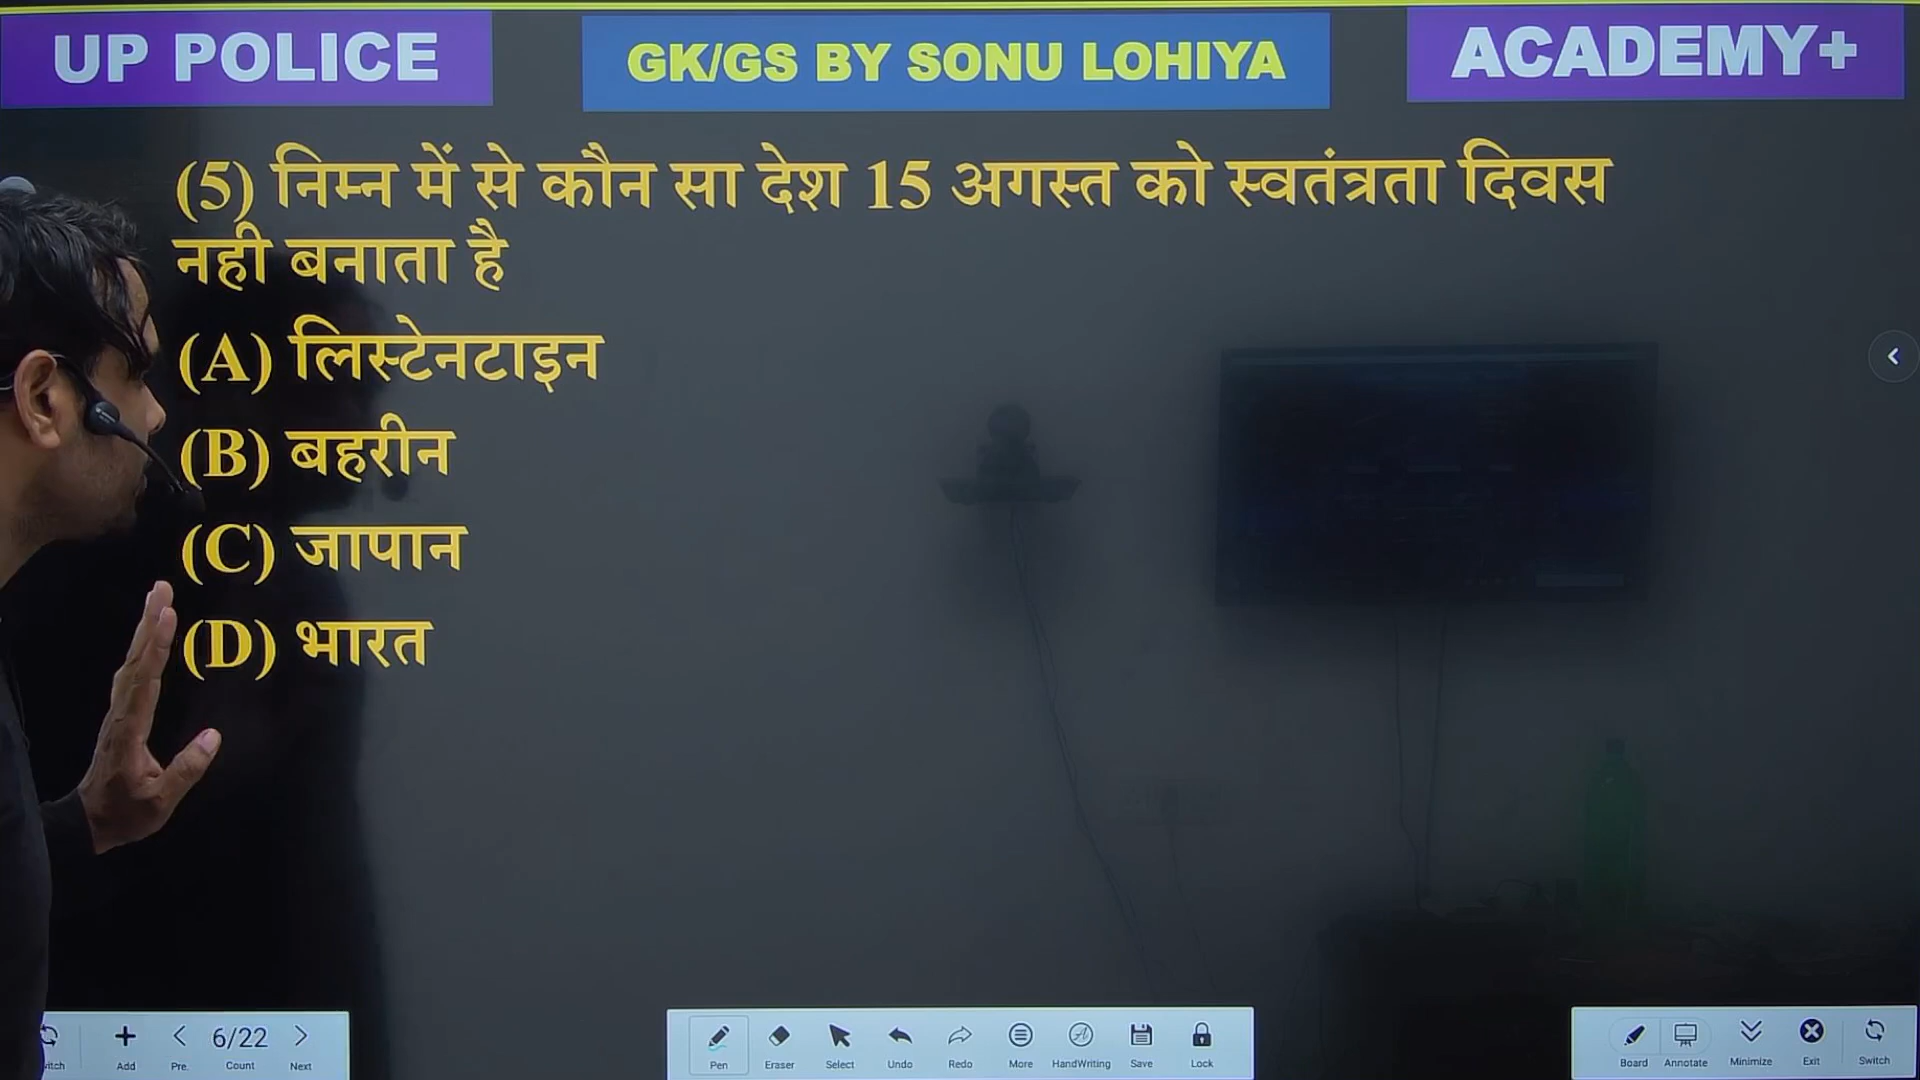 UP POLICE
GK/GS BY SONU LOHIYA
ACADEMY+
(5) निम्न में से कौन सा देश 15 अगस्त को स्वतंत्रता दिवस
नही बनाता है
(A) लिस्टेनटाइन
(B) बहरीन
(C) जापान
(D) भारत
6/22
Add
Pre.
Count
Next
Pen
Eraser
Select
Undo
Redo
More
HandWriting
Save
Lock
Board
Annotate
Minimize
Exit
Switch